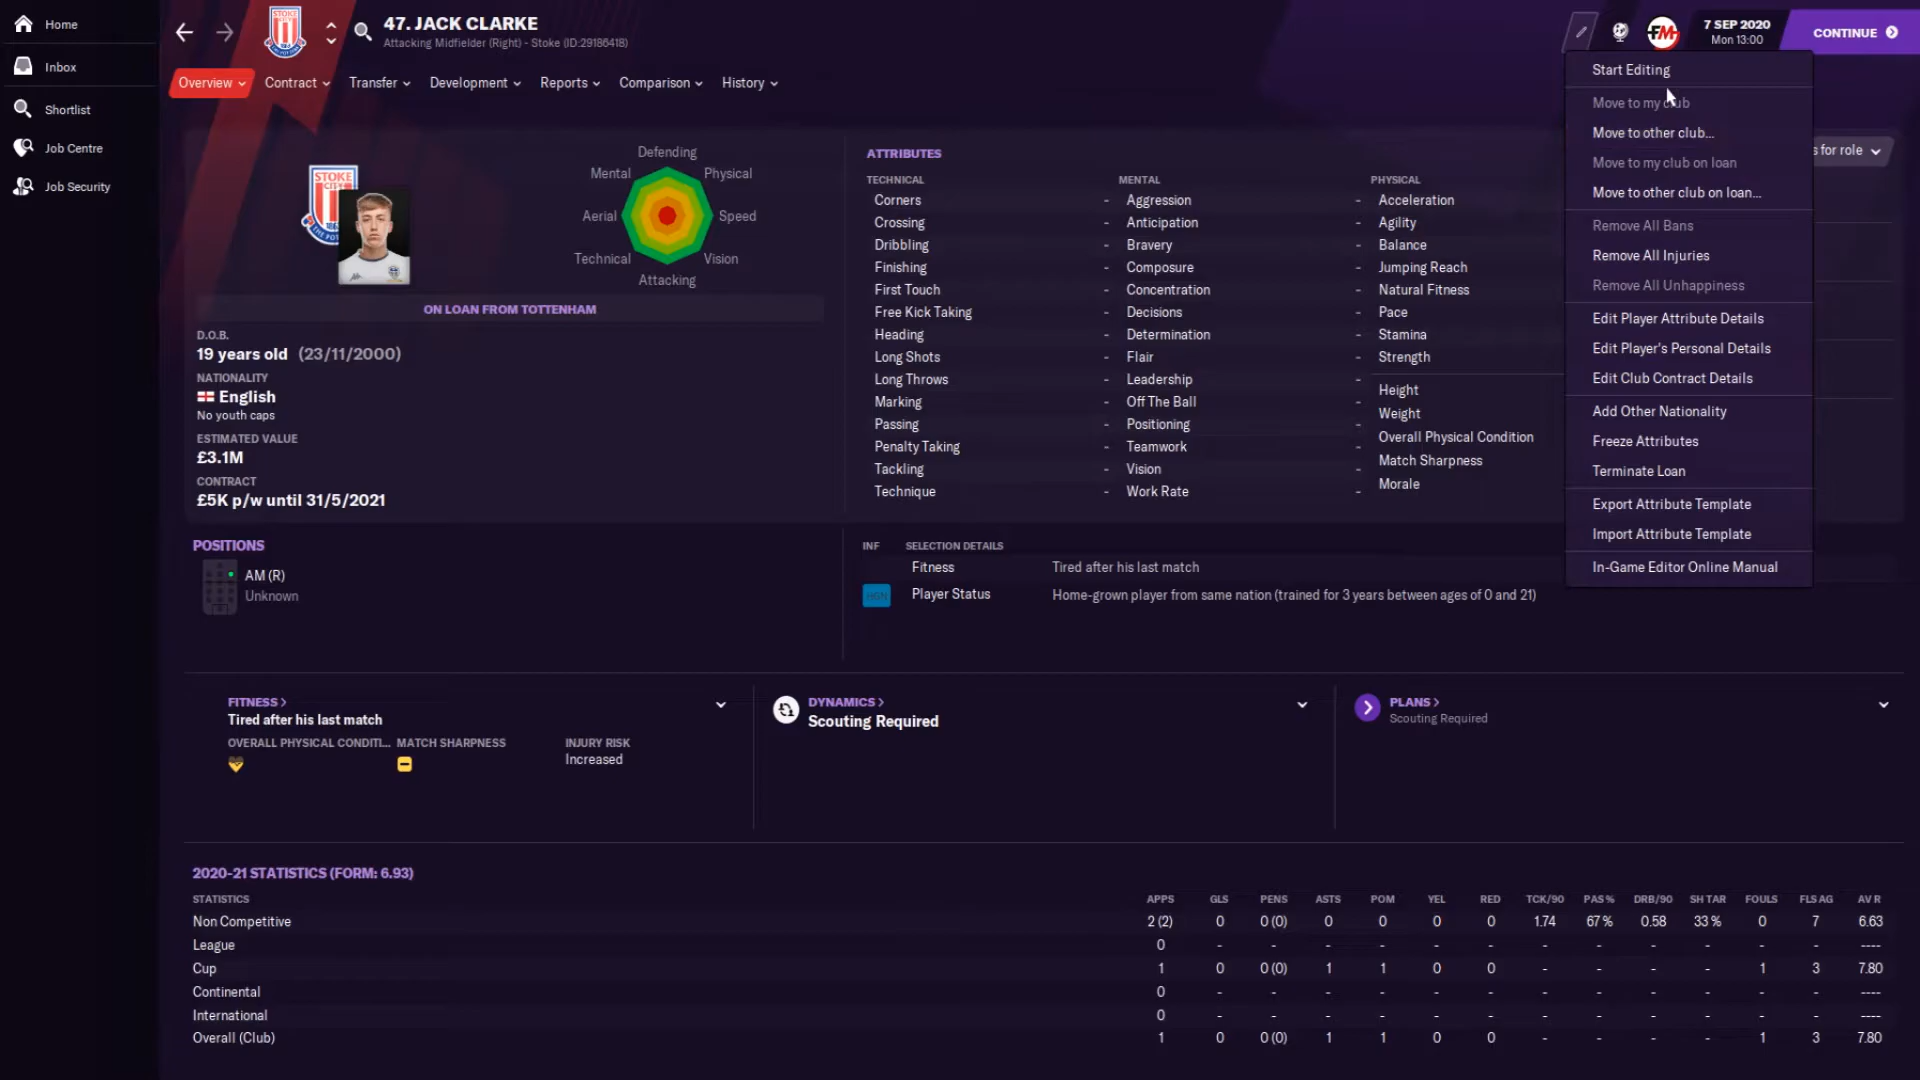 Home
Inbox
Shortlist
Job Centre
Job Security
STOKE CITY
47. JACK CLARKE
Attacking Midfielder (Right) - Stoke (ID:29186418)
FM
7 SEP 2020
Mon 13:00
CONTINUE
Overview
Contract
Transfer
Development
Reports
Comparison
History
Start Editing
Move to my club
Move to other club...
Move to my club on loan
Move to other club on loan...
Remove All Bans
Remove All Injuries
Remove All Unhappiness
Edit Player Attribute Details
Edit Player's Personal Details
Edit Club Contract Details
Add Other Nationality
Freeze Attributes
Terminate Loan
Export Attribute Template
Import Attribute Template
In-Game Editor Online Manual
s for role
STOKE
CITY
Defending
Mental Physical
Aerial Speed
Technical Vision
Attacking
ON LOAN FROM TOTTENHAM
D.O.B.
19 years old (23/11/2000)
NATIONALITY
English
No youth caps
ESTIMATED VALUE
£3.1M
CONTRACT
£5K p/w until 31/5/2021
ATTRIBUTES
TECHNICAL MENTAL PHYSICAL
Corners - Aggression - Acceleration
Crossing - Anticipation - Agility
Dribbling - Bravery - Balance
Finishing - Composure - Jumping Reach
First Touch - Concentration - Natural Fitness
Free Kick Taking - Decisions - Pace
Heading - Determination - Stamina
Long Shots - Flair - Strength
Long Throws - Leadership - Height
Marking - Off The Ball - Weight
Passing - Positioning - Overall Physical Condition
Penalty Taking - Teamwork - Match Sharpness
Tackling - Vision - Morale
Technique - Work Rate -
POSITIONS
AM (R)
Unknown
INF SELECTION DETAILS
Fitness Tired after his last match
HGN Player Status Home-grown player from same nation (trained for 3 years between ages of 0 and 21)
FITNESS >
Tired after his last match
OVERALL PHYSICAL CONDITI... MATCH SHARPNESS INJURY RISK
Increased
DYNAMICS >
Scouting Required
PLANS >
Scouting Required
2020-21 STATISTICS (FORM: 6.93)
STATISTICS APPS GLS PENS ASTS POM YEL RED TCK/90 PAS% DRB/90 SH TAR FOULS FLS AG AV R
Non Competitive 2 (2) 0 0 (0) 0 0 0 0 1.74 67 % 0.58 33 % 0 7 6.63
League 0 - - - - - - - - - - - - ----
Cup 1 0 0 (0) 1 1 0 0 - - - - 1 3 7.80
Continental 0 - - - - - - - - - - - - ----
International 0 - - - - - - - - - - - - ----
Overall (Club) 1 0 0 (0) 1 1 0 0 - - - - 1 3 7.80